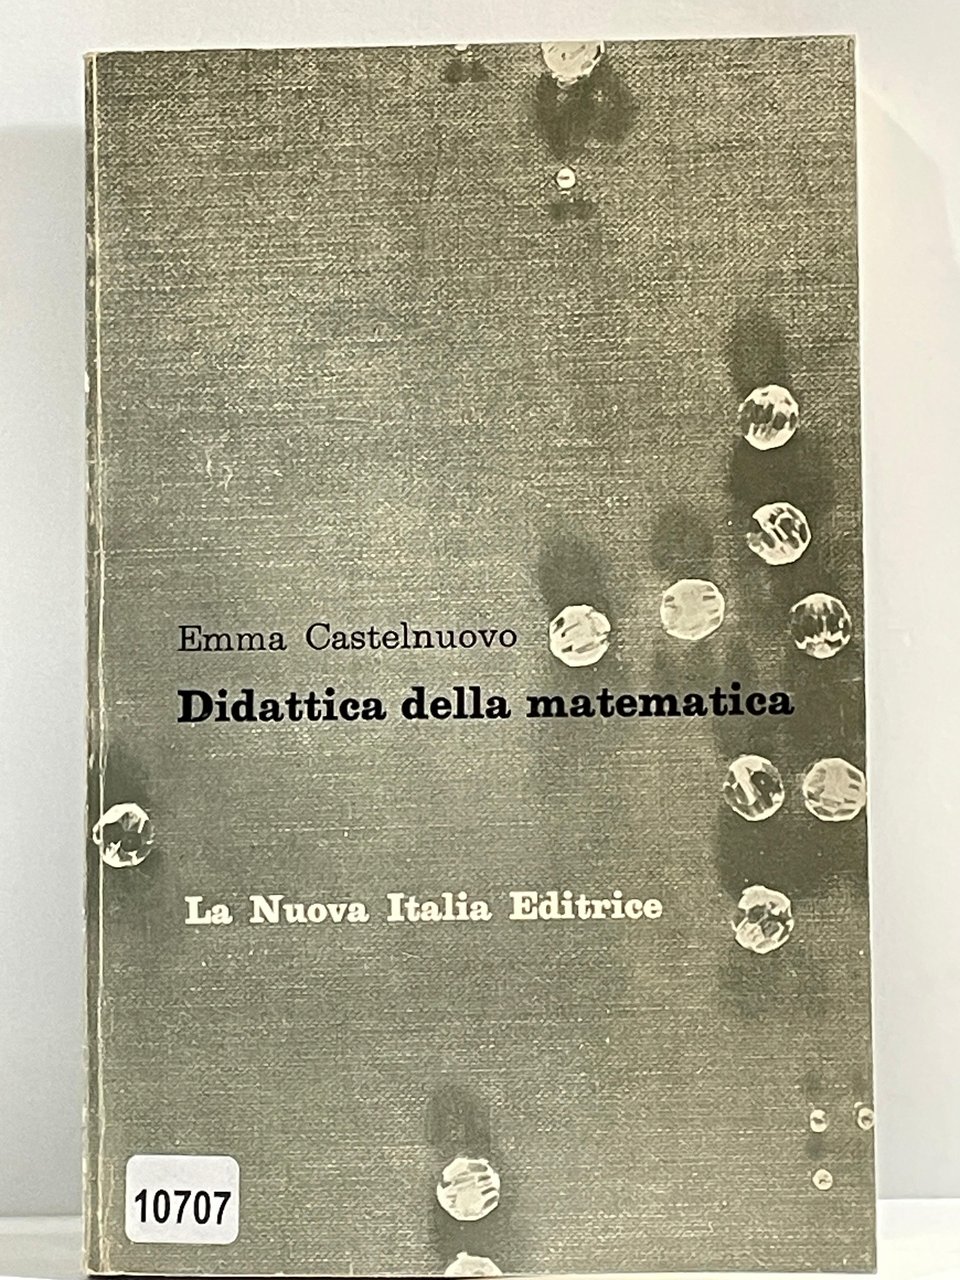 Emma Castelnuovo
Didattica della matematica
La Nuova Italia Editrice
10707